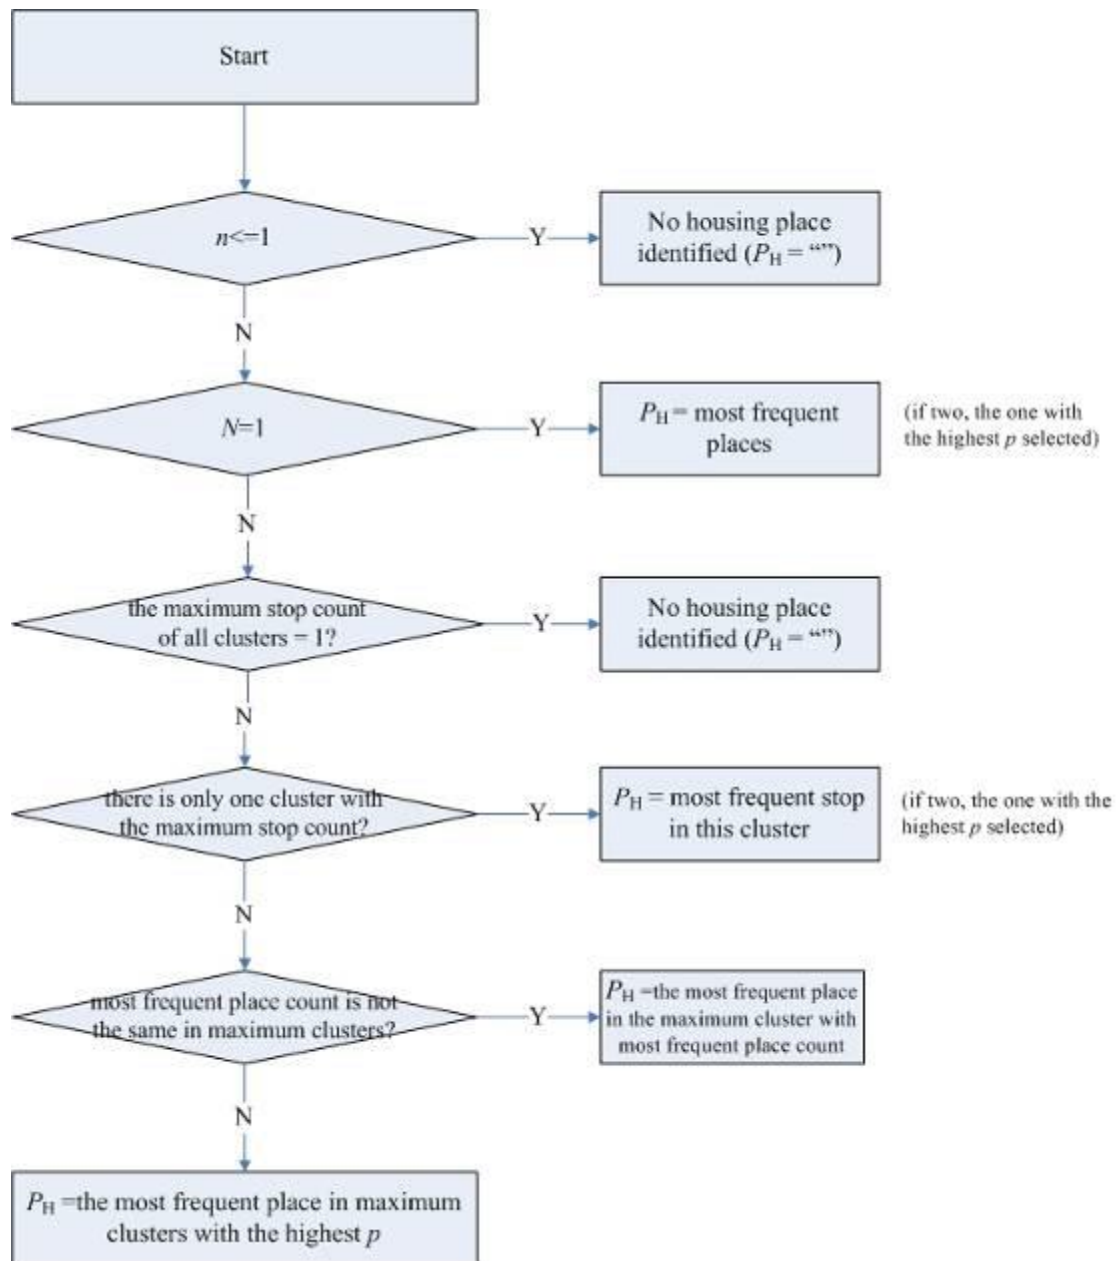 Start
n<=1
Y
No housing place
identified (PH = “”)
N
N=1
Y
PH = most frequent
places
(if two, the one with
the highest p selected)
N
the maximum stop count
of all clusters = 1?
Y
No housing place
identified (PH = “”)
N
there is only one cluster with
the maximum stop count?
Y
PH = most frequent stop
in this cluster
(if two, the one with the
highest p selected)
N
most frequent place count is not
the same in maximum clusters?
Y
PH =the most frequent place
in the maximum cluster with
most frequent place count
N
PH =the most frequent place in maximum
clusters with the highest p